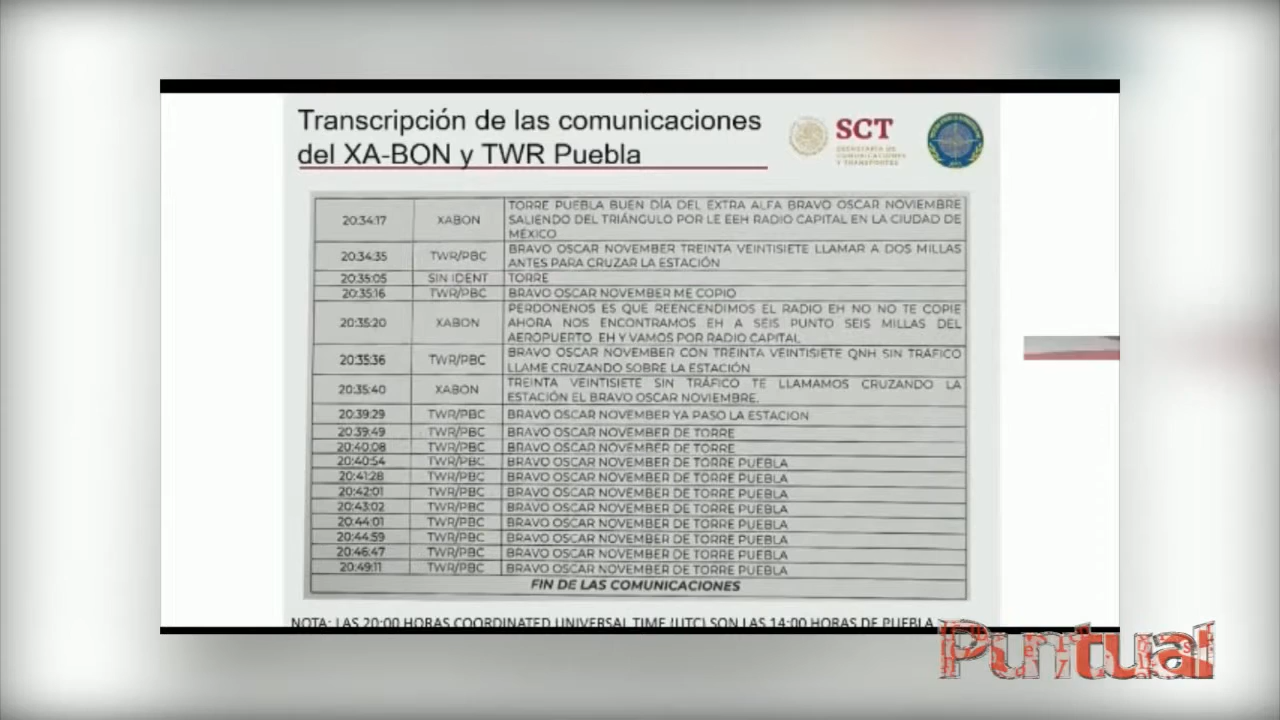 Transcripción de las comunicaciones
del XA-BON y TWR Puebla
SCT
SECRETARÍA DE
COMUNICACIONES
Y TRANSPORTES
20:34:17 XABON TORRE PUEBLA BUEN DÍA DEL EXTRA ALFA BRAVO OSCAR NOVIEMBRE
SALIENDO DEL TRIÁNGULO POR LE EEH RADIO CAPITAL EN LA CIUDAD DE
MÉXICO
20:34:35 TWR/PBC BRAVO OSCAR NOVEMBER TREINTA VEINTISIETE LLAMAR A DOS MILLAS
ANTES PARA CRUZAR LA ESTACIÓN
20:35:05 SIN IDENT TORRE
20:35:16 TWR/PBC BRAVO OSCAR NOVEMBER ME COPIO
20:35:20 XABON PERDONENOS ES QUE REENCENDIMOS EL RADIO EH NO NO TE COPIE
AHORA NOS ENCONTRAMOS EH A SEIS PUNTO SEIS MILLAS DEL
AEROPUERTO EH Y VAMOS POR RADIO CAPITAL
20:35:36 TWR/PBC BRAVO OSCAR NOVEMBER CON TREINTA VEINTISIETE QNH SIN TRÁFICO
LLAME CRUZANDO SOBRE LA ESTACIÓN
20:35:40 XABON TREINTA VEINTISIETE SIN TRÁFICO TE LLAMAMOS CRUZANDO LA
ESTACIÓN EL BRAVO OSCAR NOVIEMBRE.
20:39:29 TWR/PBC BRAVO OSCAR NOVEMBER YA PASO LA ESTACION
20:39:49 TWR/PBC BRAVO OSCAR NOVEMBER DE TORRE
20:40:08 TWR/PBC BRAVO OSCAR NOVEMBER DE TORRE
20:40:54 TWR/PBC BRAVO OSCAR NOVEMBER DE TORRE PUEBLA
20:41:28 TWR/PBC BRAVO OSCAR NOVEMBER DE TORRE PUEBLA
20:42:01 TWR/PBC BRAVO OSCAR NOVEMBER DE TORRE PUEBLA
20:43:02 TWR/PBC BRAVO OSCAR NOVEMBER DE TORRE PUEBLA
20:44:01 TWR/PBC BRAVO OSCAR NOVEMBER DE TORRE PUEBLA
20:44:59 TWR/PBC BRAVO OSCAR NOVEMBER DE TORRE PUEBLA
20:46:47 TWR/PBC BRAVO OSCAR NOVEMBER DE TORRE PUEBLA
20:49:11 TWR/PBC BRAVO OSCAR NOVEMBER DE TORRE PUEBLA
FIN DE LAS COMUNICACIONES
NOTA: LAS 20:00 HORAS COORDINATED UNIVERSAL TIME (UTC) SON LAS 14:00 HORAS DE PUEBLA
Puntual